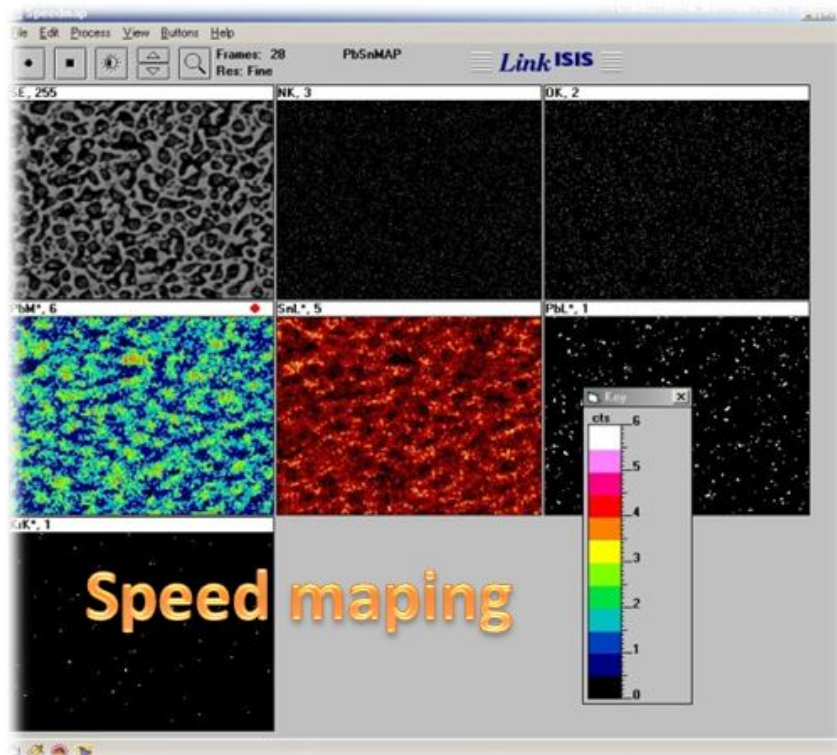 Speedmap
File Edit Process View Buttons Help
Frames: 28 PbSnMAP Link ISIS
Res: Fine
SE, 255 NK, 3 OK, 2
PbM*, 6 SnL*, 5 PbL*, 1
Key
cts
6
5
4
3
2
1
0
Speed maping